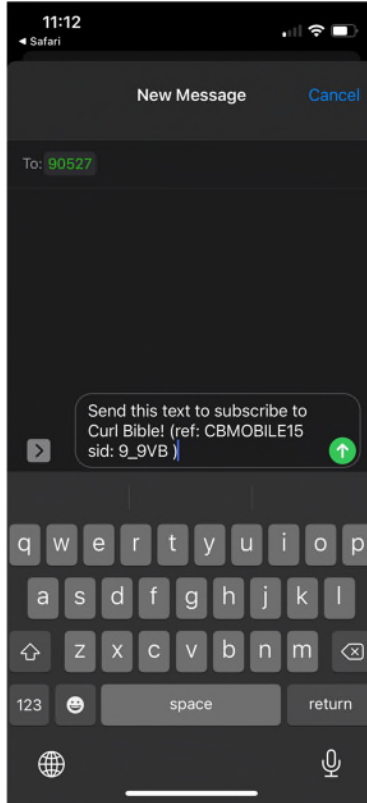 11:12
Safari
New Message
Cancel
To: 90527
Send this text to subscribe to
Curl Bible! (ref: CBMOBILE15
sid: 9_9VB )
q w e r t y u i o p
a s d f g h j k l
z x c v b n m
123 space return